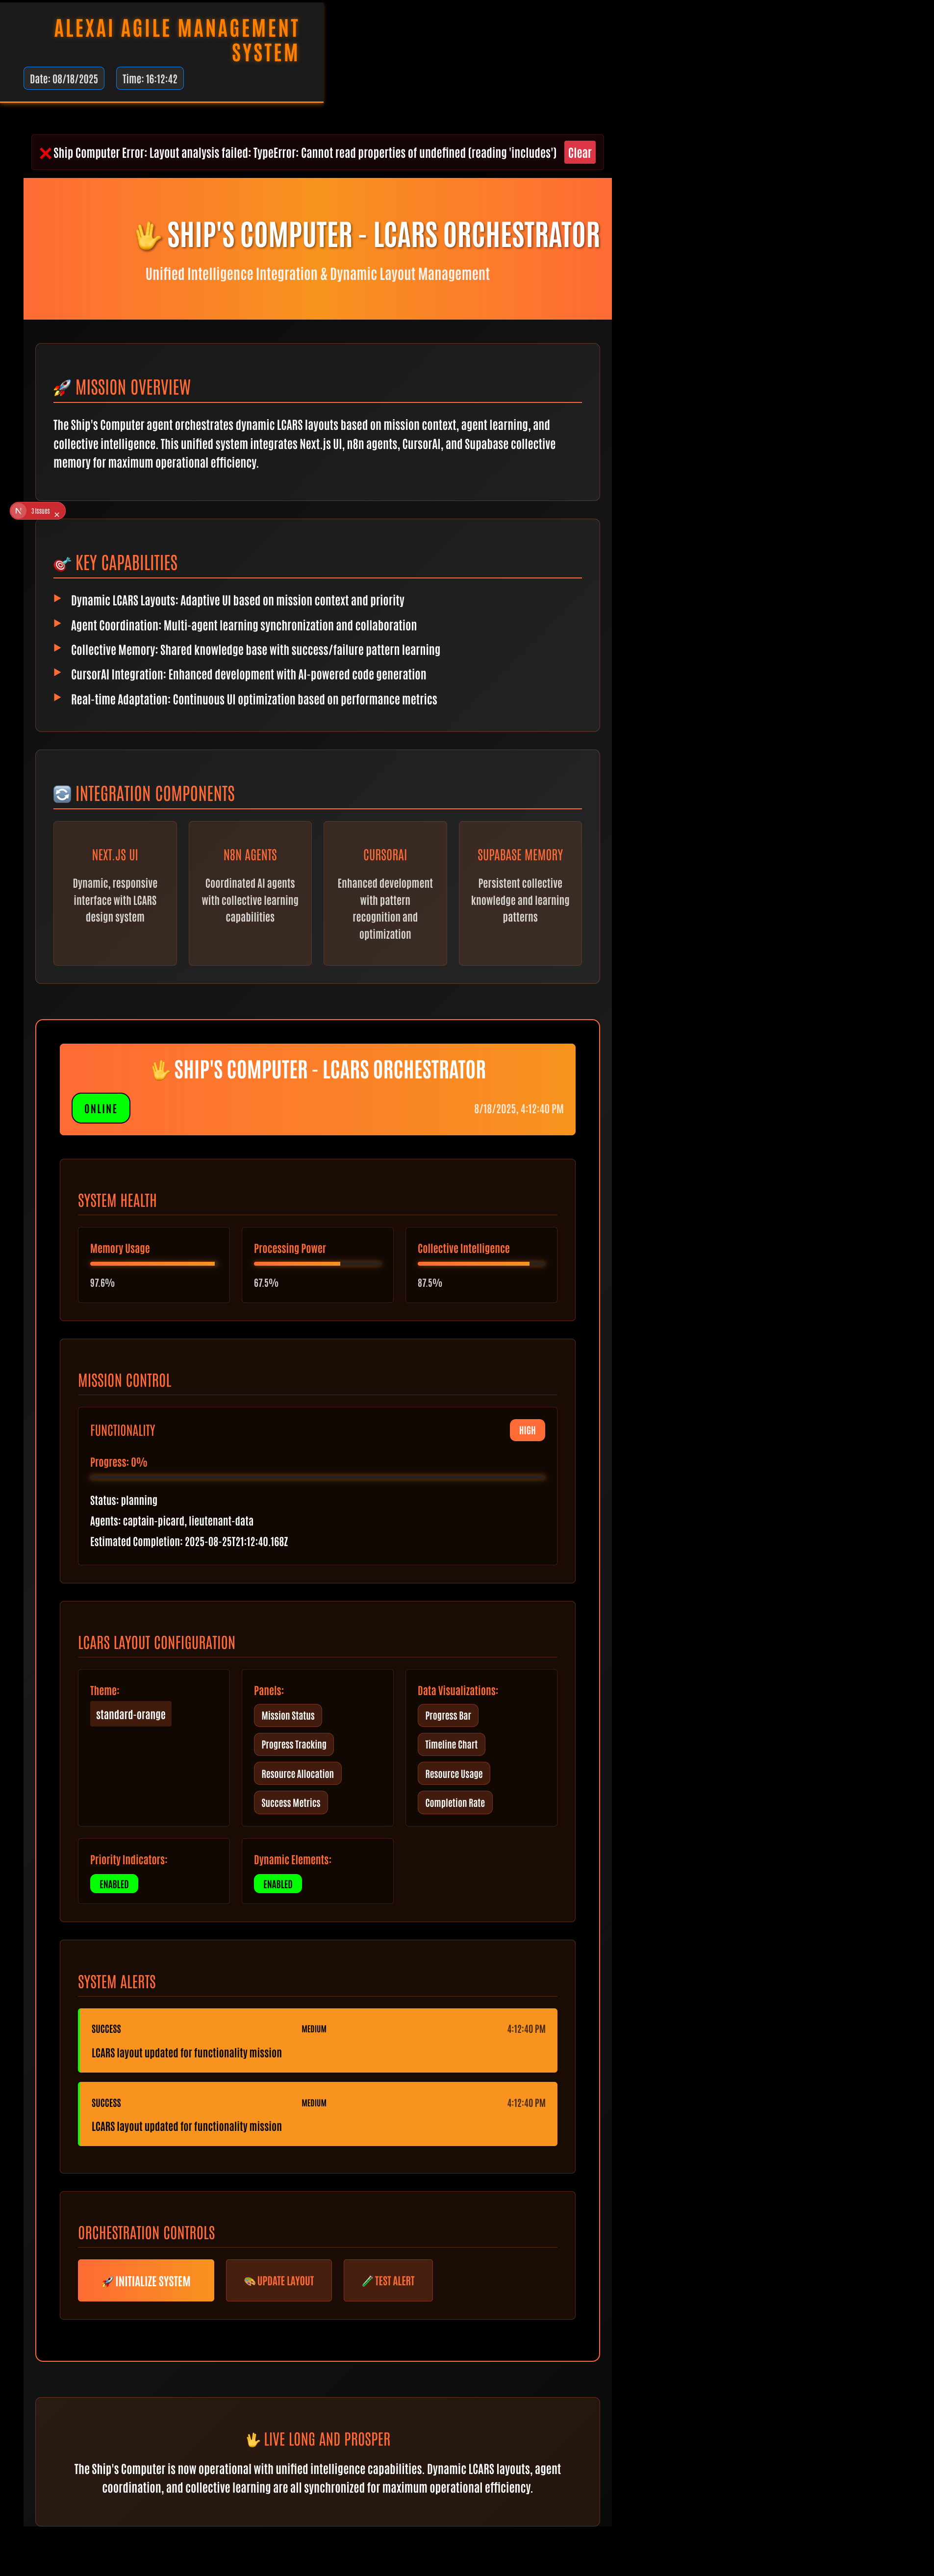 ALEXAI AGILE MANAGEMENT
SYSTEM
Date: 08/18/2025
Time: 16:12:42
Ship Computer Error: Layout analysis failed: TypeError: Cannot read properties of undefined (reading 'includes')
Clear
SHIP'S COMPUTER - LCARS ORCHESTRATOR
Unified Intelligence Integration & Dynamic Layout Management
MISSION OVERVIEW
The Ship's Computer agent orchestrates dynamic LCARS layouts based on mission context, agent learning, and
collective intelligence. This unified system integrates Next.js UI, n8n agents, CursorAI, and Supabase collective
memory for maximum operational efficiency.
N
3 Issues
KEY CAPABILITIES
Dynamic LCARS Layouts: Adaptive UI based on mission context and priority
Agent Coordination: Multi-agent learning synchronization and collaboration
Collective Memory: Shared knowledge base with success/failure pattern learning
CursorAI Integration: Enhanced development with AI-powered code generation
Real-time Adaptation: Continuous UI optimization based on performance metrics
INTEGRATION COMPONENTS
NEXT.JS UI
Dynamic, responsive
interface with LCARS
design system
N8N AGENTS
Coordinated AI agents
with collective learning
capabilities
CURSORAI
Enhanced development
with pattern
recognition and
optimization
SUPABASE MEMORY
Persistent collective
knowledge and learning
patterns
SHIP'S COMPUTER - LCARS ORCHESTRATOR
ONLINE
8/18/2025, 4:12:40 PM
SYSTEM HEALTH
Memory Usage
97.6%
Processing Power
67.5%
Collective Intelligence
87.5%
MISSION CONTROL
FUNCTIONALITY
HIGH
Progress: 0%
Status: planning
Agents: captain-picard, lieutenant-data
Estimated Completion: 2025-08-25T21:12:40.168Z
LCARS LAYOUT CONFIGURATION
Theme:
standard-orange
Panels:
Mission Status
Progress Tracking
Resource Allocation
Success Metrics
Data Visualizations:
Progress Bar
Timeline Chart
Resource Usage
Completion Rate
Priority Indicators:
ENABLED
Dynamic Elements:
ENABLED
SYSTEM ALERTS
SUCCESS
MEDIUM
4:12:40 PM
LCARS layout updated for functionality mission
SUCCESS
MEDIUM
4:12:40 PM
LCARS layout updated for functionality mission
ORCHESTRATION CONTROLS
INITIALIZE SYSTEM
UPDATE LAYOUT
TEST ALERT
LIVE LONG AND PROSPER
The Ship's Computer is now operational with unified intelligence capabilities. Dynamic LCARS layouts, agent
coordination, and collective learning are all synchronized for maximum operational efficiency.